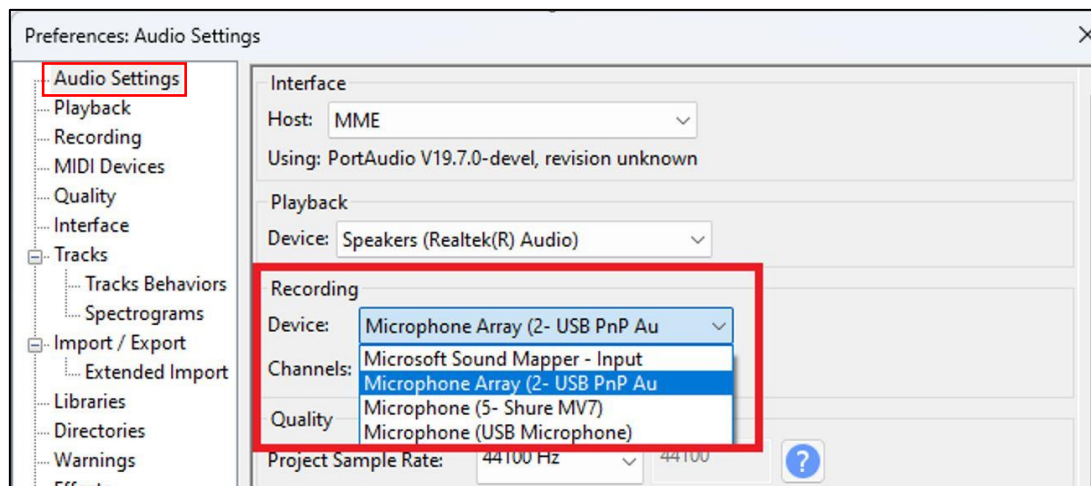 Preferences: Audio Settings
Audio Settings
Playback
Recording
MIDI Devices
Quality
Interface
Tracks
Tracks Behaviors
Spectrograms
Import / Export
Extended Import
Libraries
Directories
Warnings
Interface
Host: MME
Using: PortAudio V19.7.0-devel, revision unknown
Playback
Device: Speakers (Realtek(R) Audio)
Recording
Device: Microphone Array (2- USB PnP Au
Channels:
Microsoft Sound Mapper - Input
Microphone Array (2- USB PnP Au
Microphone (5- Shure MV7)
Microphone (USB Microphone)
Quality
Project Sample Rate: 44100 Hz 44100
?